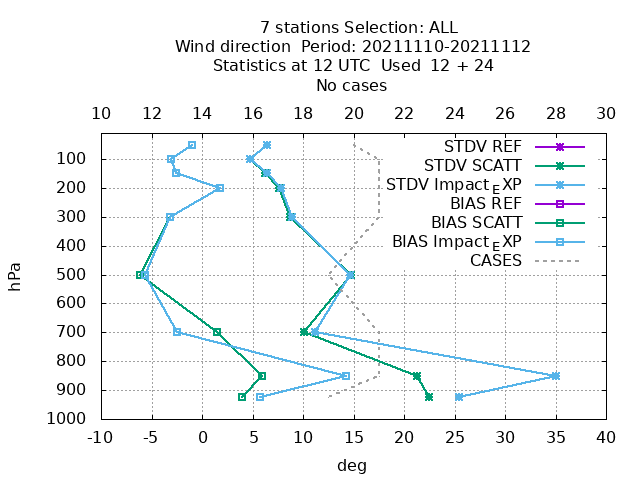 7 stations Selection: ALL
Wind direction  Period: 20211110-20211112
Statistics at 12 UTC  Used  12 + 24
No cases
10 12 14 16 18 20 22 24 26 28 30
STDV REF
100
STDV SCATT
200
STDV Impact_EXP
BIAS REF
300
BIAS SCATT
400
BIAS Impact_EXP
CASES
500
hPa
600
700
800
900
1000
-10 -5 0 5 10 15 20 25 30 35 40
deg